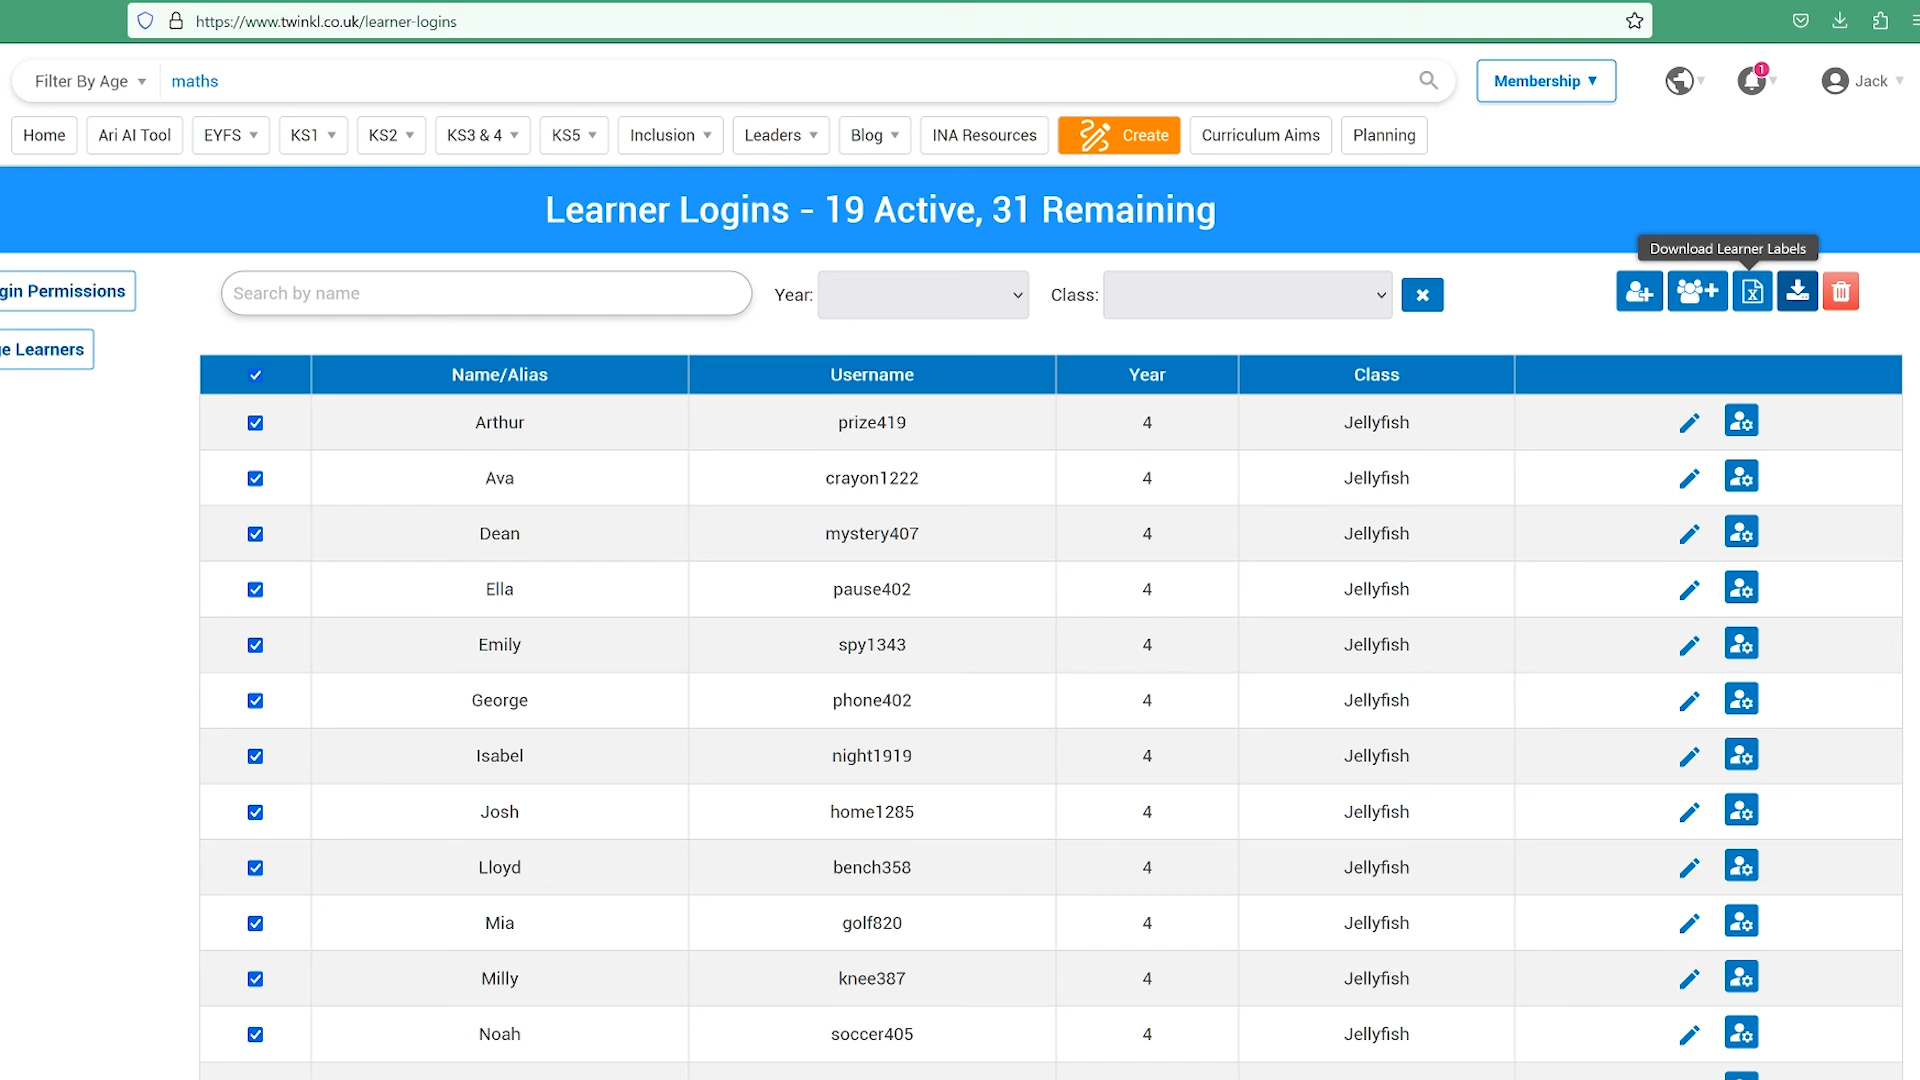 https://www.twinkl.co.uk/learner-logins
Filter By Age maths Membership 1 Jack
Home Ari AI Tool EYFS KS1 KS2 KS3 & 4 KS5 Inclusion Leaders Blog INA Resources Create Curriculum Aims Planning
Learner Logins - 19 Active, 31 Remaining
Download Learner Labels
gin Permissions Search by name Year: Class:
e Learners
Name/Alias Username Year Class
Arthur prize419 4 Jellyfish
Ava crayon1222 4 Jellyfish
Dean mystery407 4 Jellyfish
Ella pause402 4 Jellyfish
Emily spy1343 4 Jellyfish
George phone402 4 Jellyfish
Isabel night1919 4 Jellyfish
Josh home1285 4 Jellyfish
Lloyd bench358 4 Jellyfish
Mia golf820 4 Jellyfish
Milly knee387 4 Jellyfish
Noah soccer405 4 Jellyfish